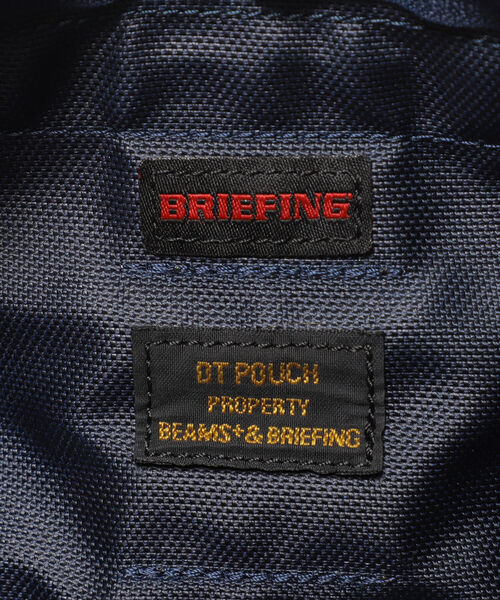 BRIEFING
DT POUCH
PROPERTY
BEAMS+ & BRIEFING